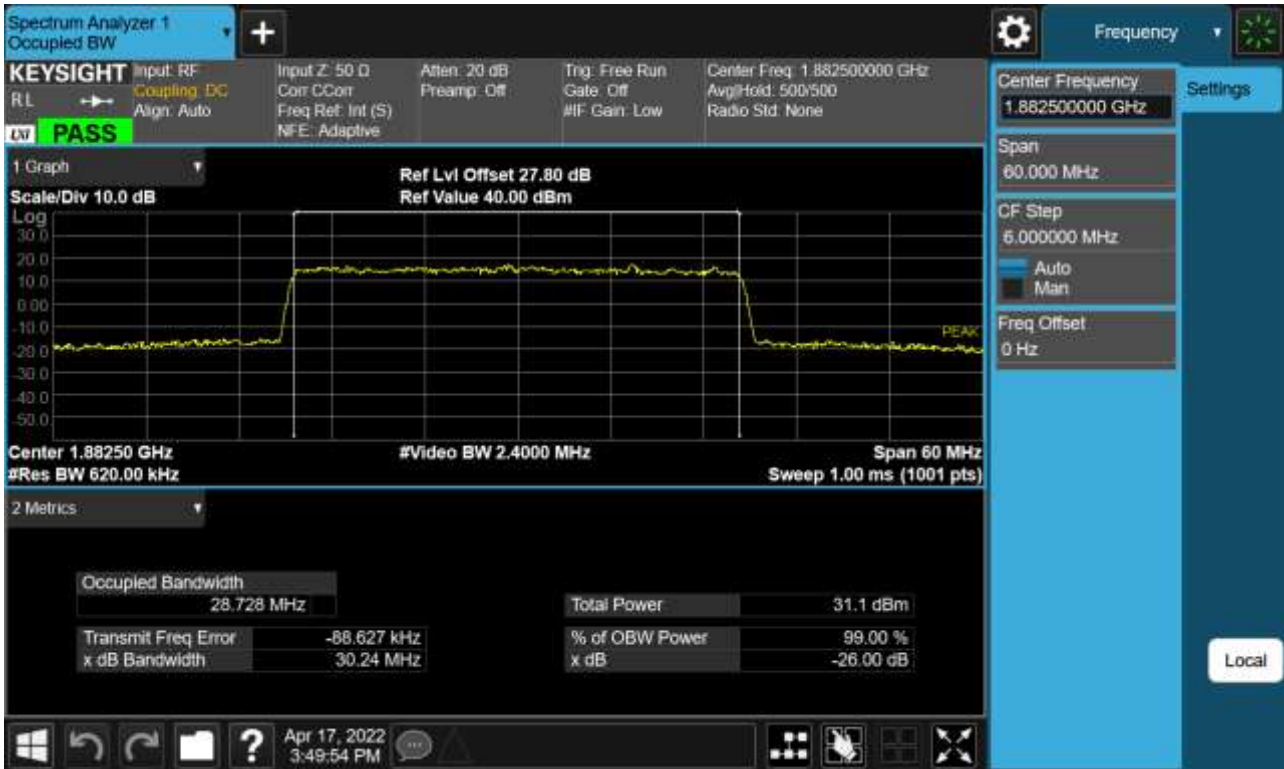 Spectrum Analyzer 1
Occupied BW
+
Frequency
KEYSIGHT
RL
LXI
PASS
Input: RF
Coupling: DC
Align: Auto
Input Z: 50 Ω
Corr CCorr
Freq Ref: Int (S)
NFE: Adaptive
Atten: 20 dB
Preamp: Off
Trig: Free Run
Gate: Off
#IF Gain: Low
Center Freq: 1.882500000 GHz
Avg|Hold: 500/500
Radio Std: None
Center Frequency
1.882500000 GHz
Settings
Span
60.000 MHz
CF Step
6.000000 MHz
Auto
Man
Freq Offset
0 Hz
Local
1 Graph
Scale/Div 10.0 dB
Ref Lvl Offset 27.80 dB
Ref Value 40.00 dBm
Log
30.0
20.0
10.0
0.00
-10.0
-20.0
-30.0
-40.0
-50.0
PEAK
Center 1.88250 GHz
#Video BW 2.4000 MHz
Span 60 MHz
#Res BW 620.00 kHz
Sweep 1.00 ms (1001 pts)
2 Metrics
Occupied Bandwidth
28.728 MHz
Total Power 31.1 dBm
Transmit Freq Error -88.627 kHz
% of OBW Power 99.00 %
x dB Bandwidth 30.24 MHz
x dB -26.00 dB
?
Apr 17, 2022
3:49:54 PM